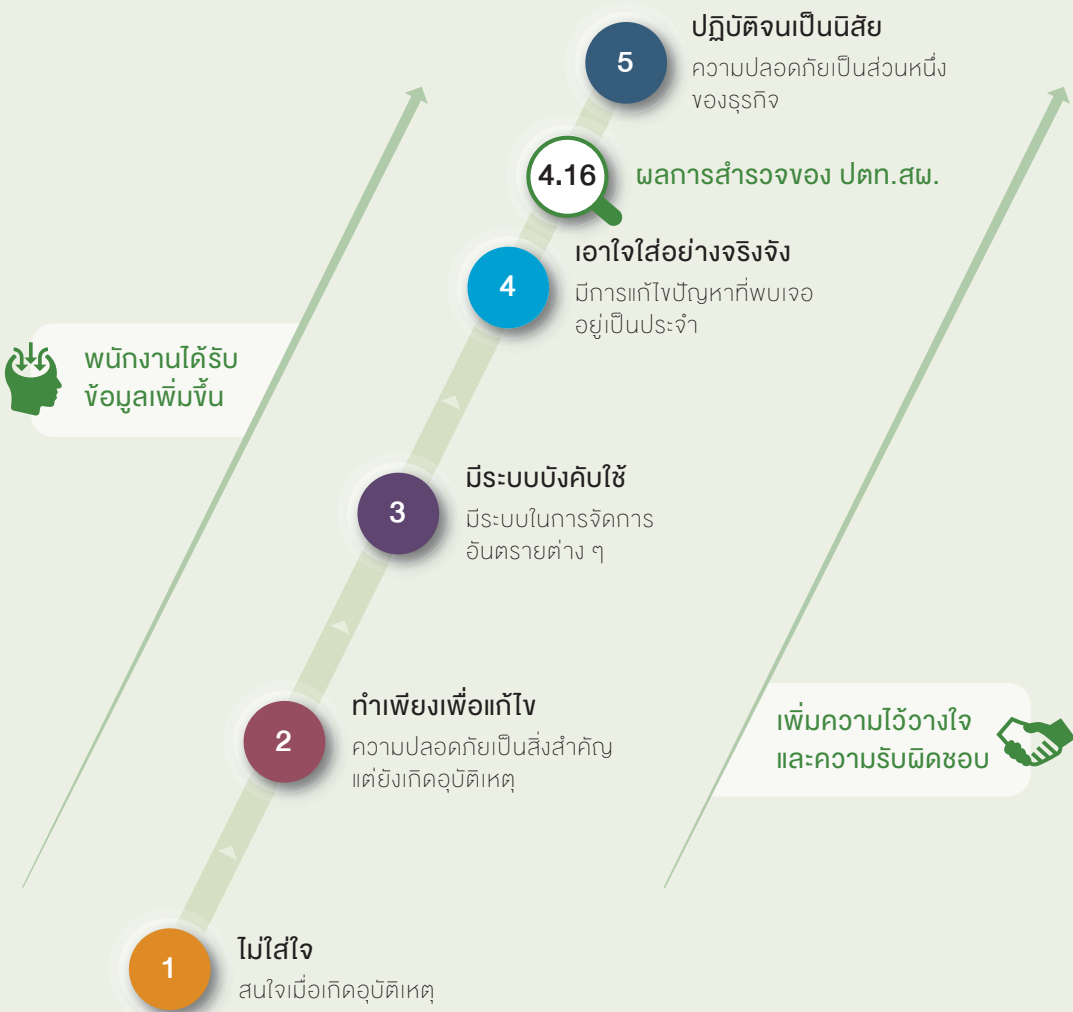 5
ปฏิบัติจนเป็นนิสัย
ความปลอดภัยเป็นส่วนหนึ่ง
ของธุรกิจ
4.16
ผลการสำรวจของ ปตท.สผ.
4
เอาใจใส่อย่างจริงจัง
มีการแก้ไขปัญหาที่พบเจอ
อยู่เป็นประจำ
พนักงานได้รับ
ข้อมูลเพิ่มขึ้น
3
มีระบบบังคับใช้
มีระบบในการจัดการ
อันตรายต่าง ๆ
2
ทำเพียงเพื่อแก้ไข
ความปลอดภัยเป็นสิ่งสำคัญ
แต่ยังเกิดอุบัติเหตุ
เพิ่มความไว้วางใจ
และความรับผิดชอบ
1
ไม่ใส่ใจ
สนใจเมื่อเกิดอุบัติเหตุ